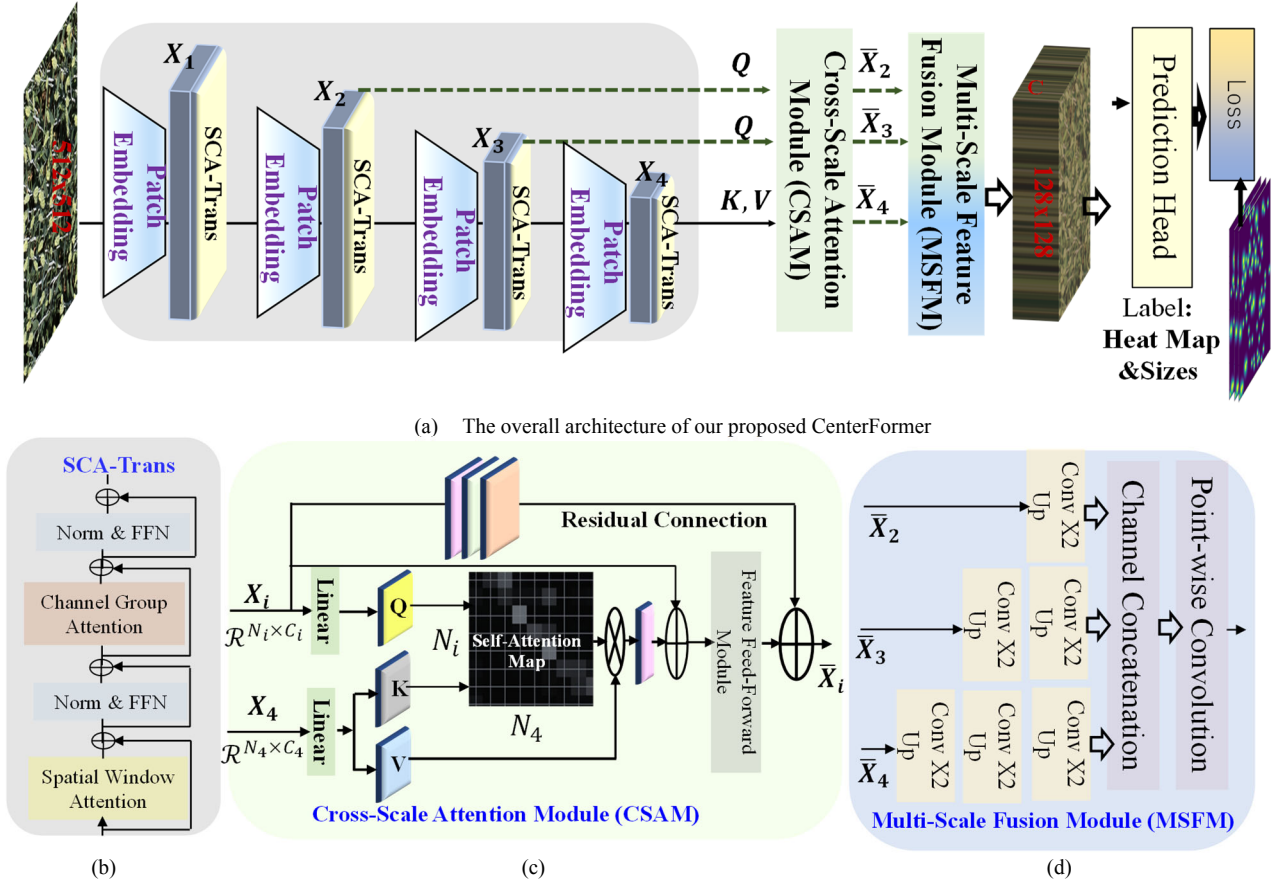 512x512
Patch
Embedding
X₁
SCA-Trans
Patch
Embedding
X₂
SCA-Trans
Patch
Embedding
X₃
SCA-Trans
Patch
Embedding
X₄
SCA-Trans
Q
Q
K, V
Cross-Scale Attention
Module (CSAM)
X̄₂
X̄₃
X̄₄
Multi-Scale Feature
Fusion Module (MSFM)
C
128x128
Prediction Head
Loss
Label:
Heat Map
&Sizes
(a) The overall architecture of our proposed CenterFormer
SCA-Trans
Norm & FFN
Channel Group
Attention
Norm & FFN
Spatial Window
Attention
(b)
Residual Connection
Xᵢ
ℛ^{Nᵢ×Cᵢ}
Linear
Q
Nᵢ
Self-Attention
Map
N₄
X₄
ℛ^{N₄×C₄}
Linear
K
V
Feature Feed-Forward
Module
X̄ᵢ
Cross-Scale Attention Module (CSAM)
(c)
X̄₂
Conv X2
Up
X̄₃
Conv X2
Up
Conv X2
Up
X̄₄
Conv X2
Up
Conv X2
Up
Conv X2
Up
Channel Concatenation
Point-wise Convolution
Multi-Scale Fusion Module (MSFM)
(d)